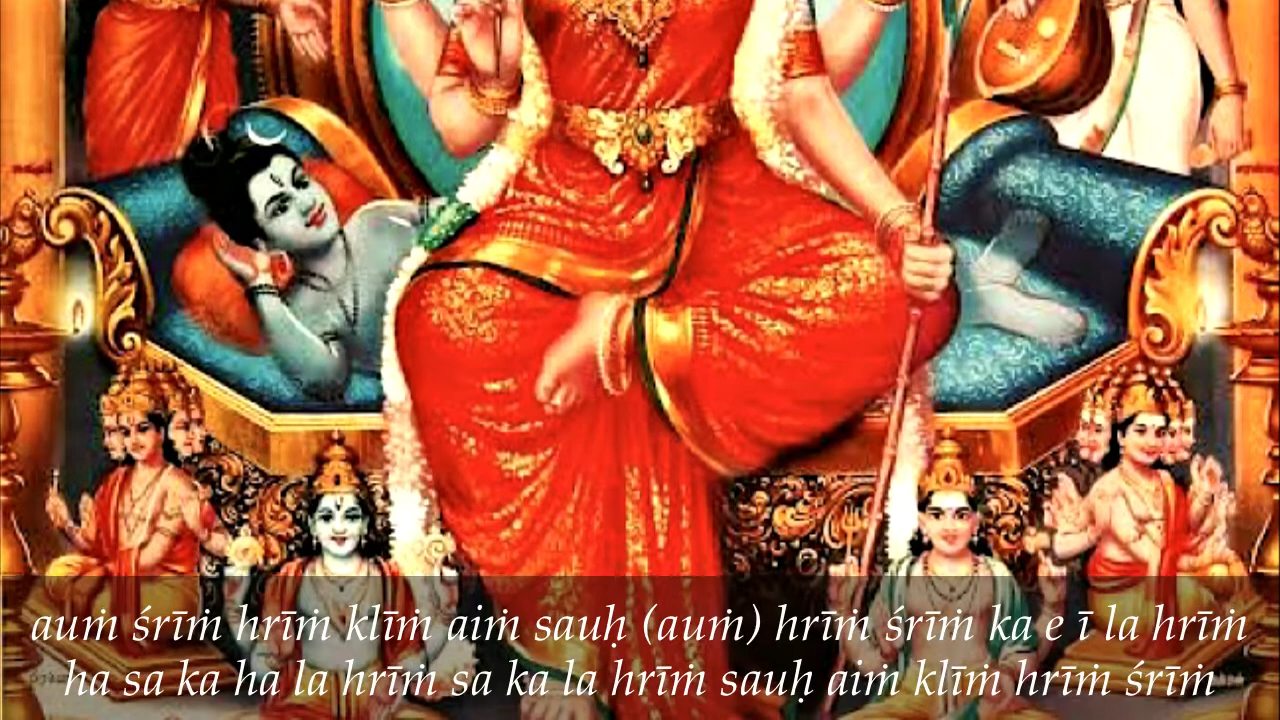 auṁ śrīṁ hrīṁ klīṁ aiṁ sauḥ (auṁ) hrīṁ śrīṁ ka e ī la hrīṁ
ha sa ka ha la hrīṁ sa ka la hrīṁ sauḥ aiṁ klīṁ hrīṁ śrīṁ